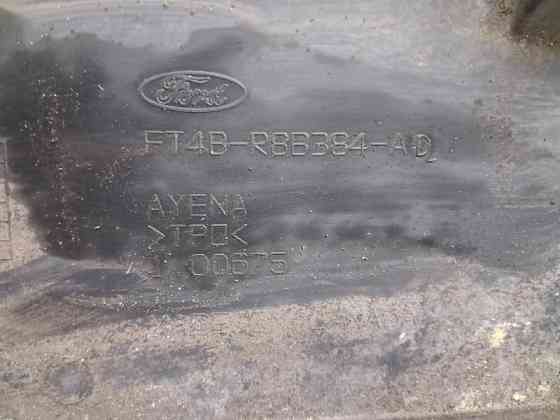 Ford
FT4B-R8B384-AD
AYENA
>TPO<
00675